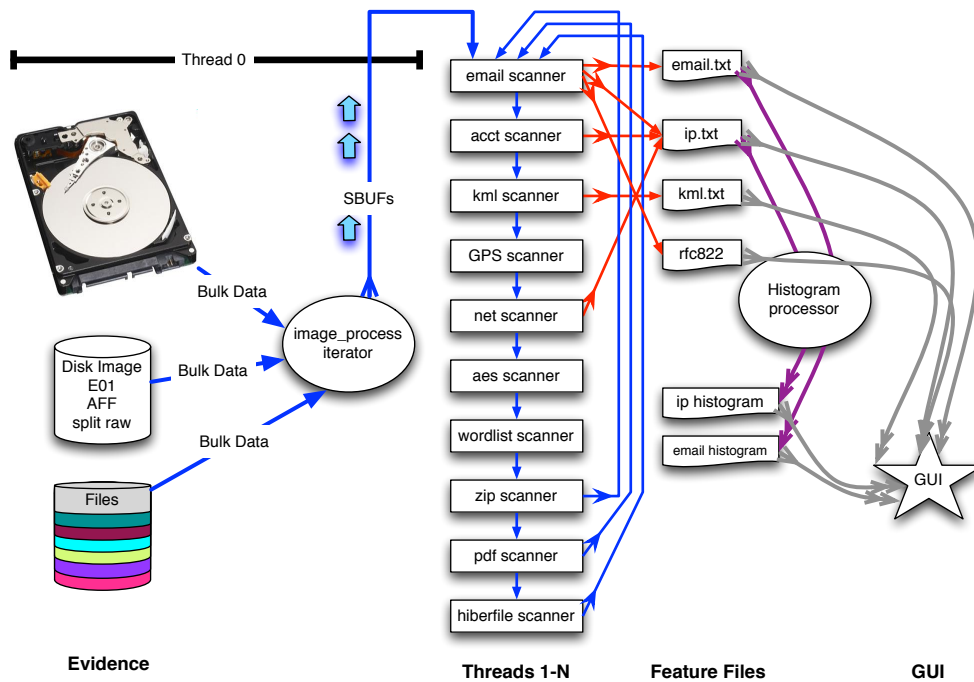 Thread 0
SBUFs
Bulk Data
image_process
iterator
Disk Image
E01
AFF
split raw
Bulk Data
Bulk Data
Files
Evidence
email scanner
acct scanner
kml scanner
GPS scanner
net scanner
aes scanner
wordlist scanner
zip scanner
pdf scanner
hiberfile scanner
Threads 1-N
email.txt
ip.txt
kml.txt
rfc822
Histogram
processor
ip histogram
email histogram
Feature Files
GUI
GUI